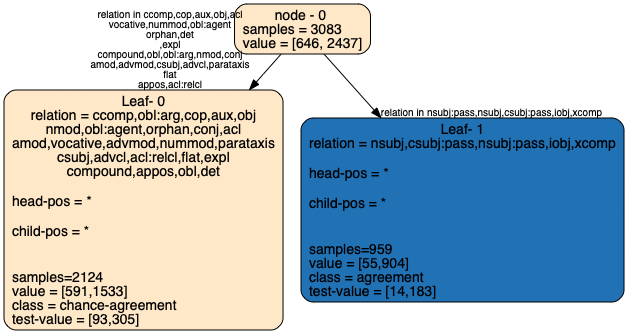 relation in ccomp,cop,aux,obj,acl
vocative,nummod,obl:agent
orphan,det
,expl
compound,obl,obl:arg,nmod,conj
amod,advmod,csubj,advcl,parataxis
flat
appos,acl:relcl
node - 0
samples = 3083
value = [646, 2437]
relation in nsubj:pass,nsubj,csubj:pass,iobj,xcomp
Leaf- 0
relation = ccomp,obl:arg,cop,aux,obj
nmod,obl:agent,orphan,conj,acl
amod,vocative,advmod,nummod,parataxis
csubj,advcl,acl:relcl,flat,expl
compound,appos,obl,det
head-pos = *
child-pos = *
samples=2124
value = [591,1533]
class = chance-agreement
test-value = [93,305]
Leaf- 1
relation = nsubj,csubj:pass,nsubj:pass,iobj,xcomp
head-pos = *
child-pos = *
samples=959
value = [55,904]
class = agreement
test-value = [14,183]